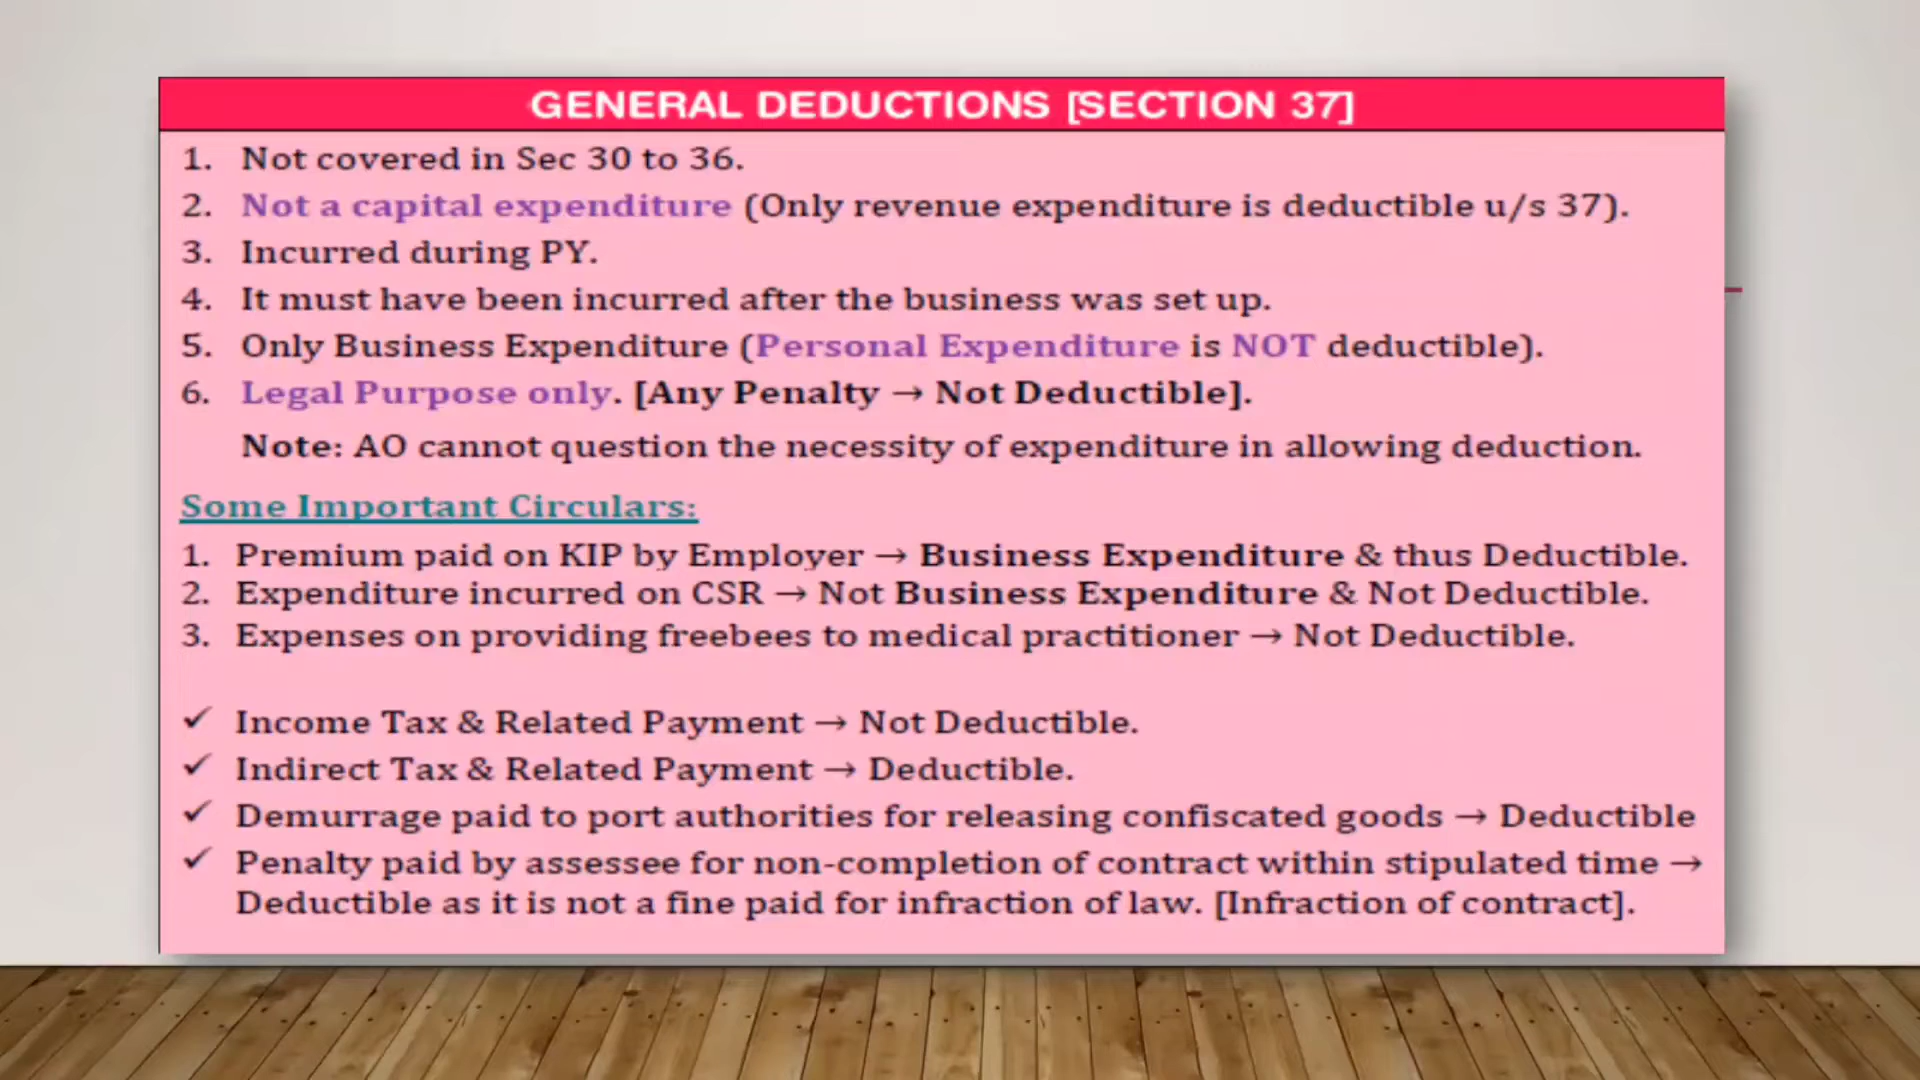 GENERAL DEDUCTIONS [SECTION 37]
1. Not covered in Sec 30 to 36.
2. Not a capital expenditure (Only revenue expenditure is deductible u/s 37).
3. Incurred during PY.
4. It must have been incurred after the business was set up.
5. Only Business Expenditure (Personal Expenditure is NOT deductible).
6. Legal Purpose only. [Any Penalty → Not Deductible].
Note: AO cannot question the necessity of expenditure in allowing deduction.
Some Important Circulars:
1. Premium paid on KIP by Employer → Business Expenditure & thus Deductible.
2. Expenditure incurred on CSR → Not Business Expenditure & Not Deductible.
3. Expenses on providing freebees to medical practitioner → Not Deductible.
✓ Income Tax & Related Payment → Not Deductible.
✓ Indirect Tax & Related Payment → Deductible.
✓ Demurrage paid to port authorities for releasing confiscated goods → Deductible
✓ Penalty paid by assessee for non-completion of contract within stipulated time →
Deductible as it is not a fine paid for infraction of law. [Infraction of contract].